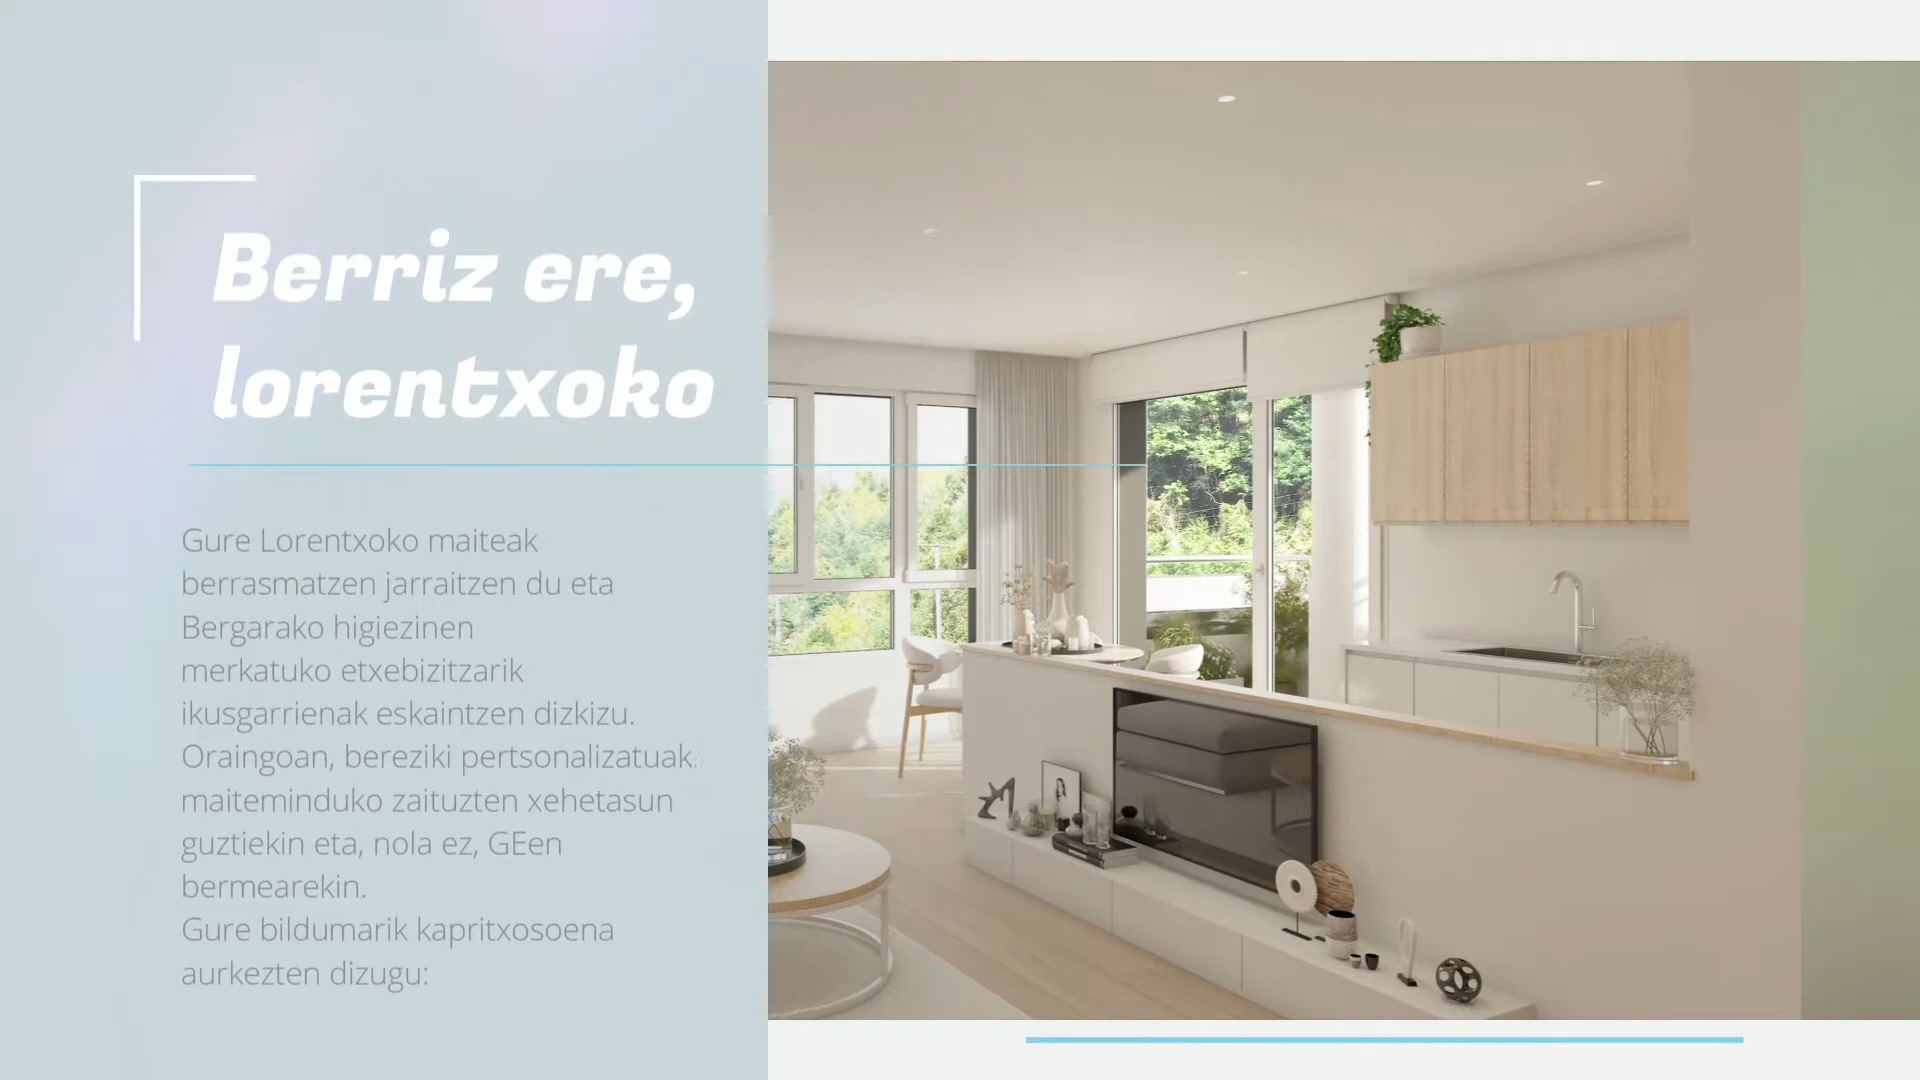 Berriz ere,
lorentxoko
Gure Lorentxoko maiteak
berrasmatzen jarraitzen du eta
Bergarako higiezinen
merkatuko etxebizitzarik
ikusgarrienak eskaintzen dizkizu.
Oraingoan, bereziki pertsonalizatuak:
maiteminduko zaituzten xehetasun
guztiekin eta, nola ez, GEen
bermearekin.
Gure bildumarik kapritxosoena
aurkezten dizugu: